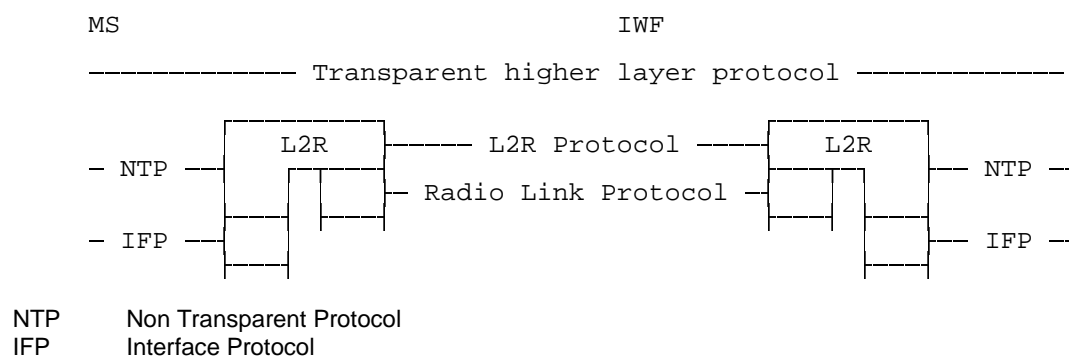 MS IWF
Transparent higher layer protocol
L2R L2R Protocol L2R
NTP NTP
Radio Link Protocol
IFP IFP
NTP Non Transparent Protocol
IFP Interface Protocol